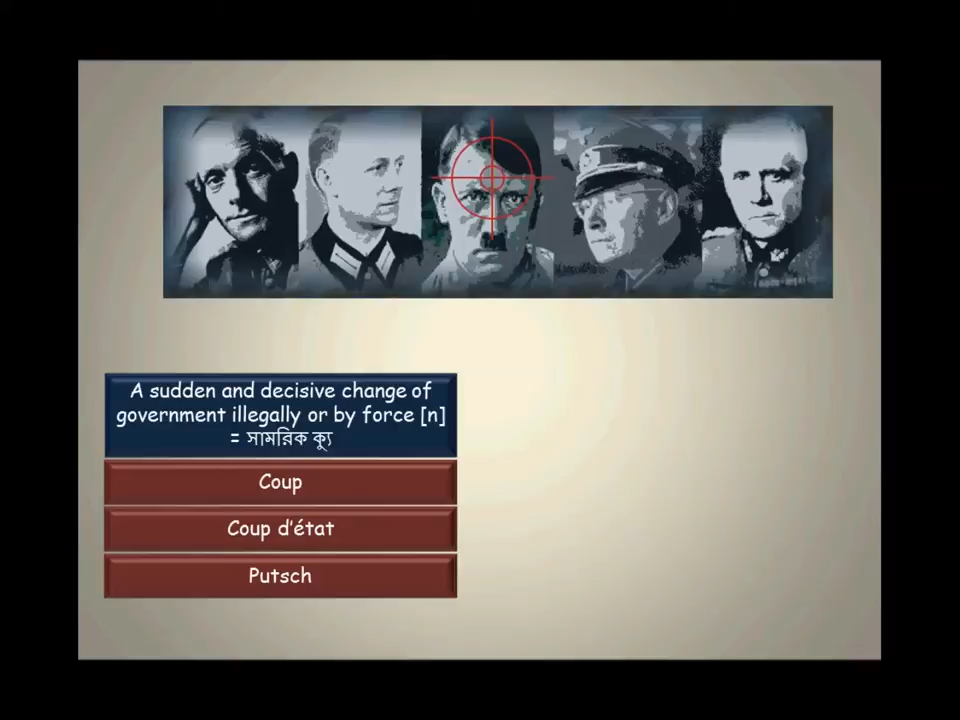 A sudden and decisive change of
government illegally or by force [n]
= সামরিক ক্যু
Coup
Coup d’état
Putsch